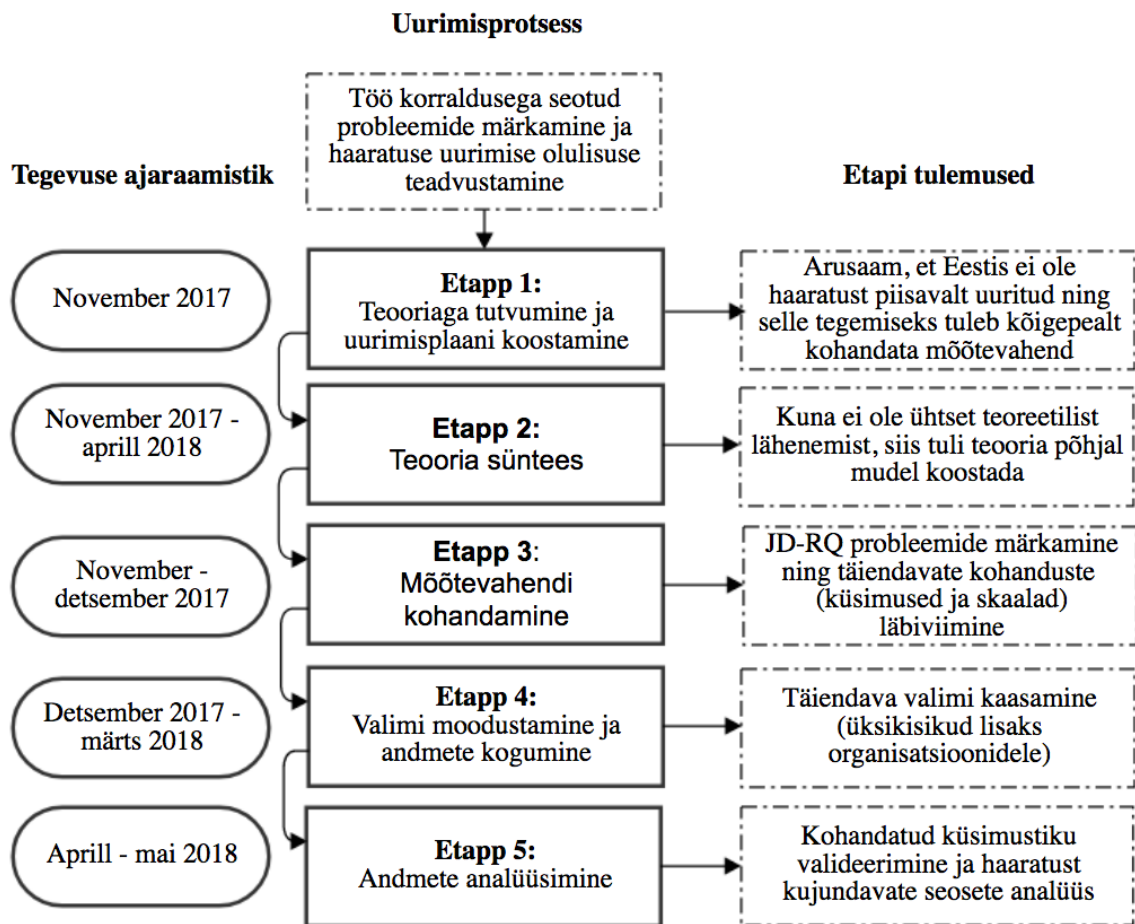 Uurimisprotsess
Töö korraldusega seotud
probleemide märkamine ja
haaratuse uurimise olulisuse
teadvustamine
Tegevuse ajaraamistik
Etapi tulemused
November 2017
Etapp 1:
Teooriaga tutvumine ja
uurimisplaani koostamine
Arusaam, et Eestis ei ole
haaratust piisavalt uuritud ning
selle tegemiseks tuleb kõigepealt
kohandata mõõtevahend
November 2017 -
aprill 2018
Etapp 2:
Teooria süntees
Kuna ei ole ühtset teoreetilist
lähenemist, siis tuli teooria põhjal
mudel koostada
November -
detsember 2017
Etapp 3:
Mõõtevahendi
kohandamine
JD-RQ probleemide märkamine
ning täiendavate kohanduste
(küsimused ja skaalad)
läbiviimine
Detsember 2017 -
märts 2018
Etapp 4:
Valimi moodustamine ja
andmete kogumine
Täiendava valimi kaasamine
(üksikisikud lisaks
organisatsioonidele)
Aprill - mai 2018
Etapp 5:
Andmete analüüsimine
Kohandatud küsimustiku
valideerimine ja haaratust
kujundavate seosete analüüs